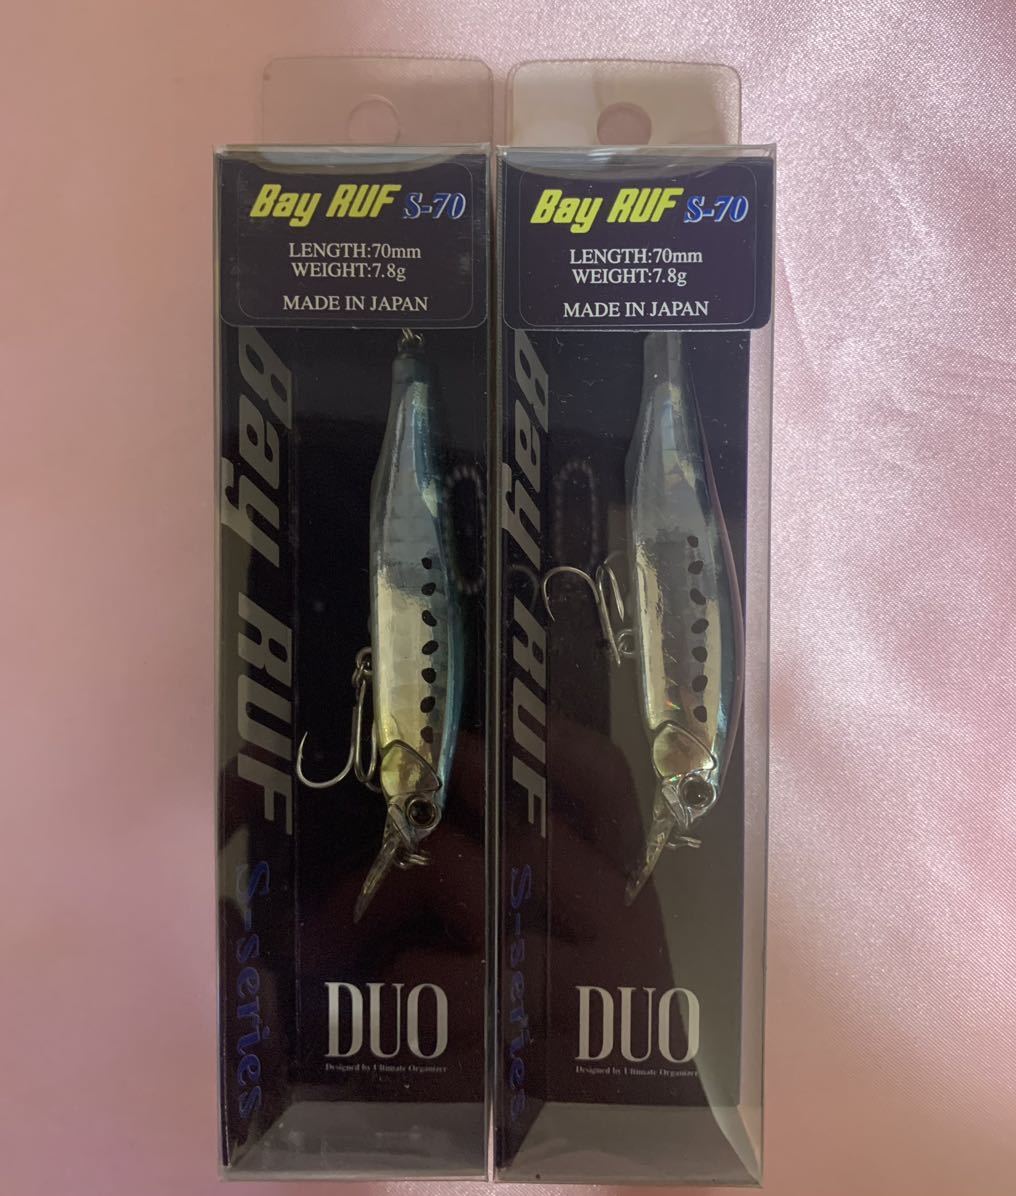 Bay RUF S-70
LENGTH:70mm
WEIGHT:7.8g
MADE IN JAPAN
Bay RUF
S-series
DUO
Designed by Ultimate Organizer
Bay RUF S-70
LENGTH:70mm
WEIGHT:7.8g
MADE IN JAPAN
Bay RUF
S-series
DUO
Designed by Ultimate Organizer